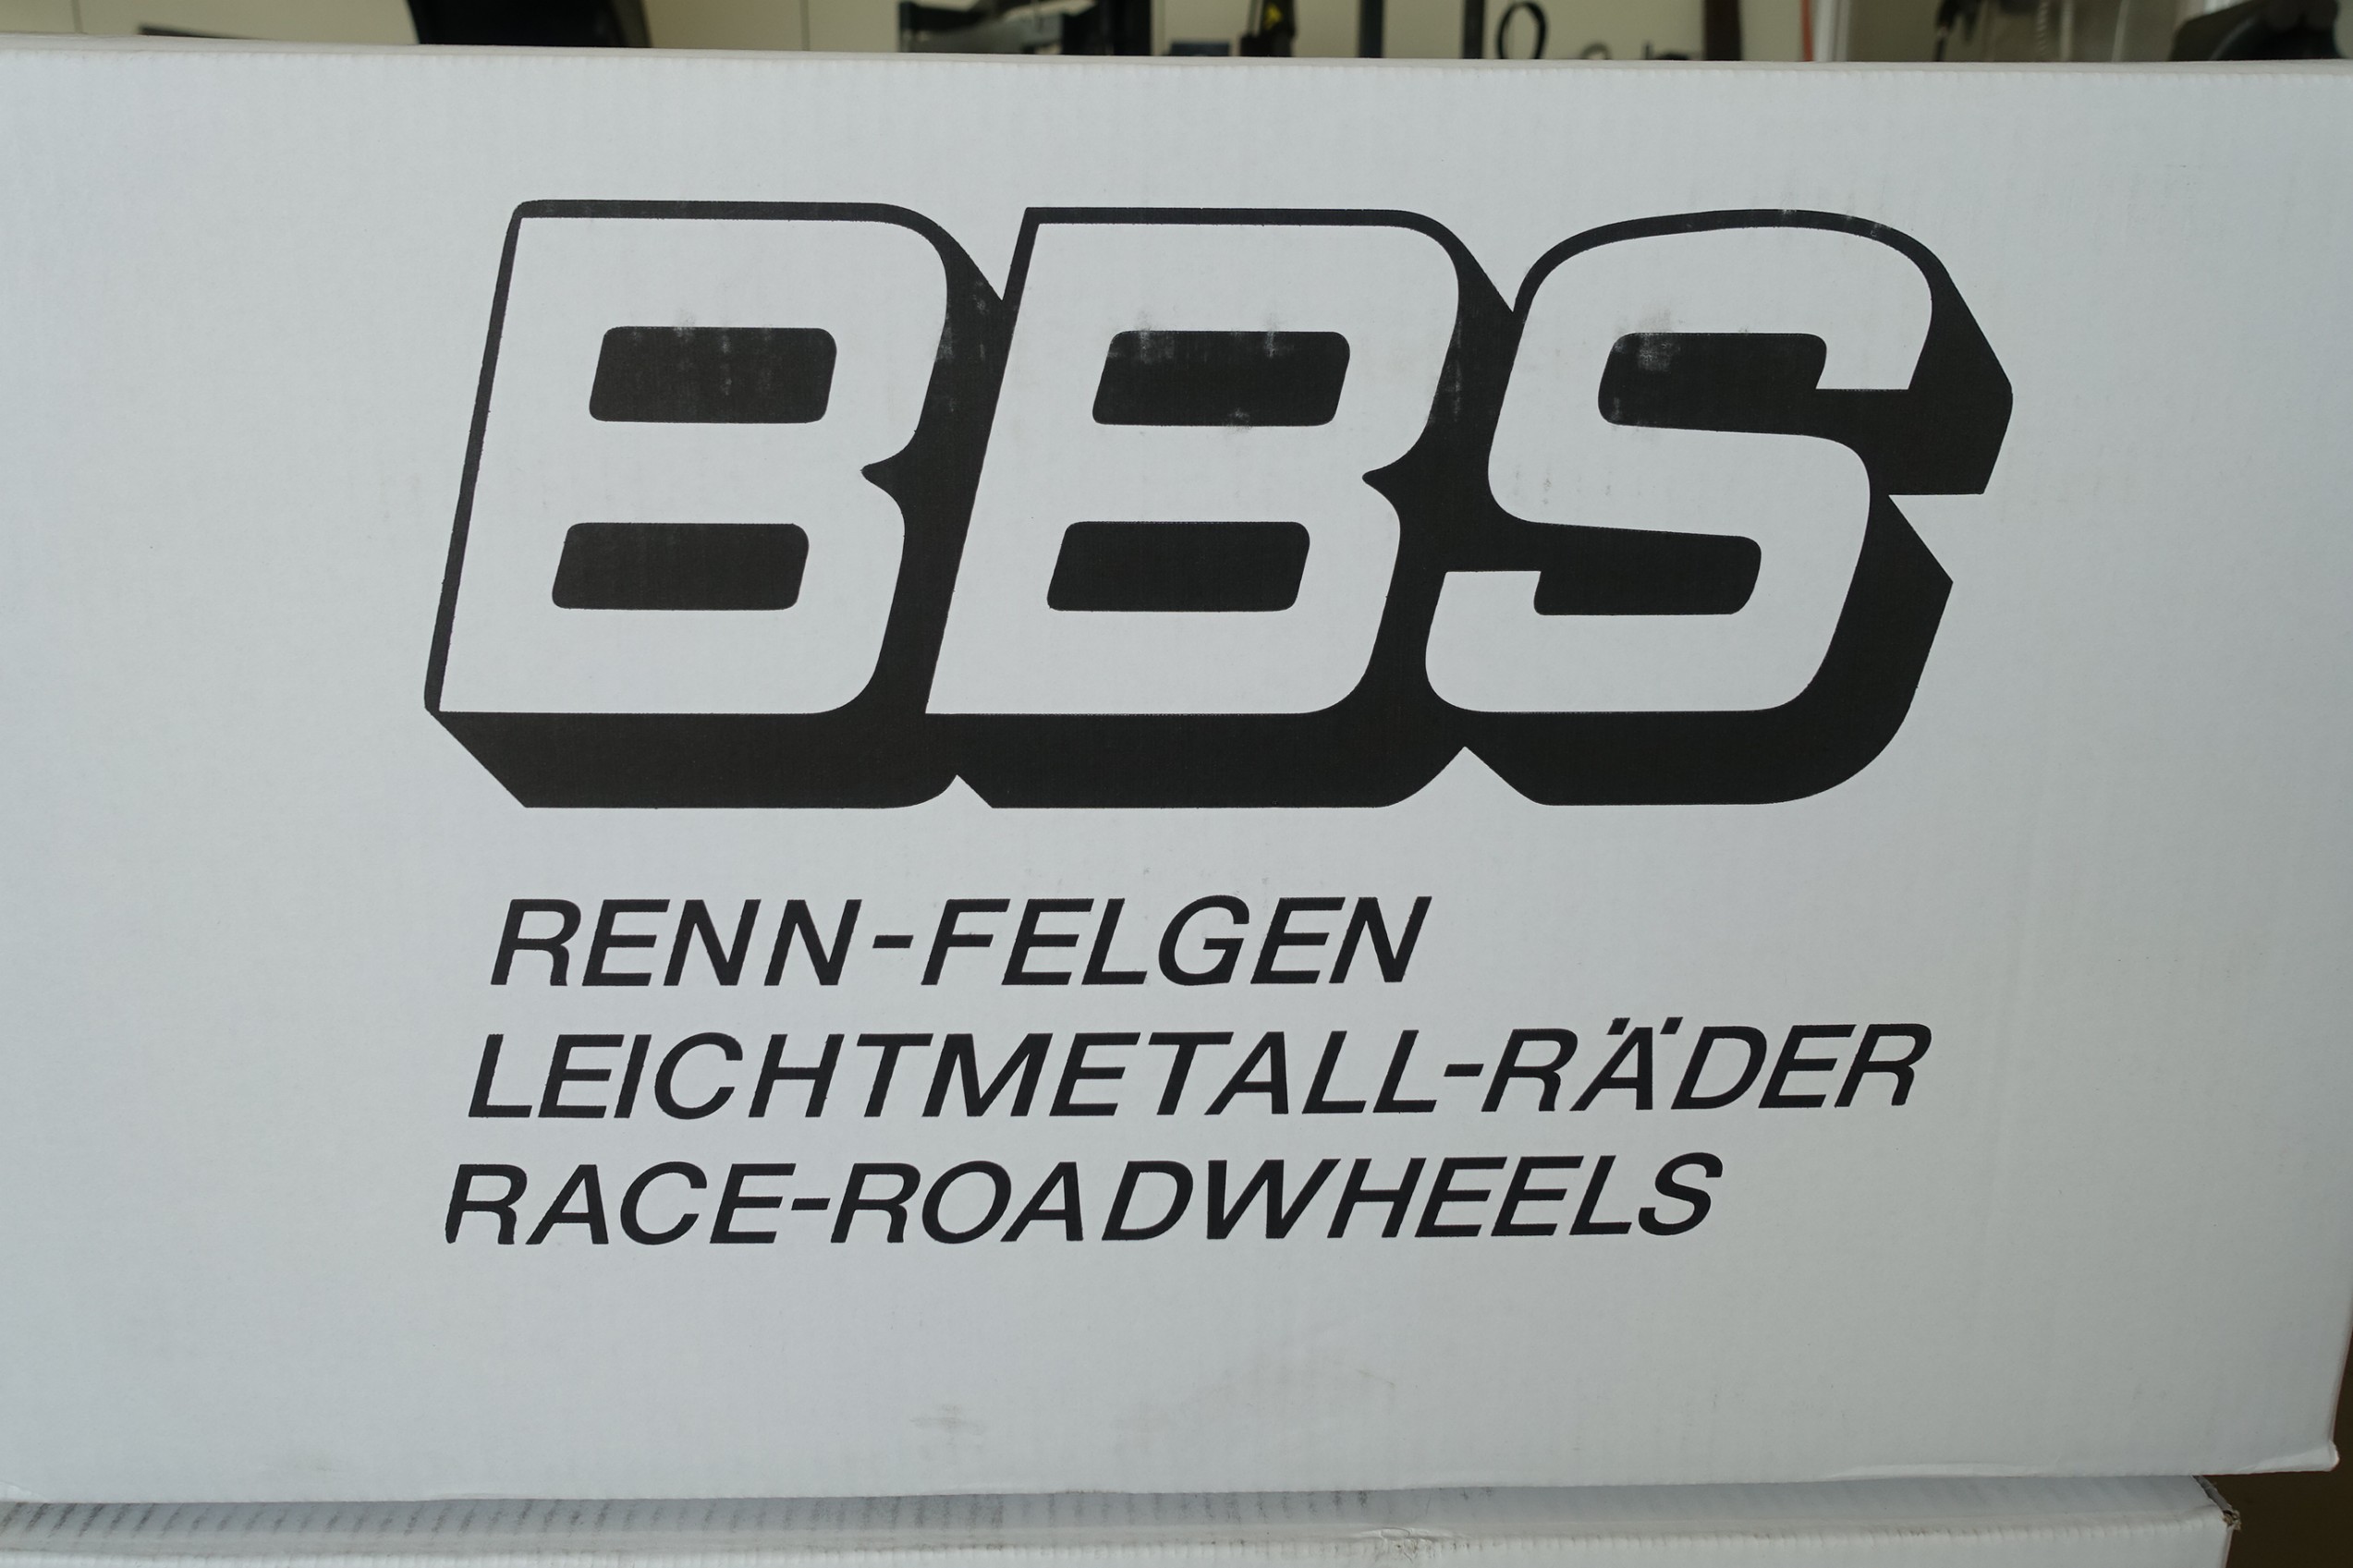 BBS
RENN-FELGEN
LEICHTMETALL-RÄDER
RACE-ROADWHEELS